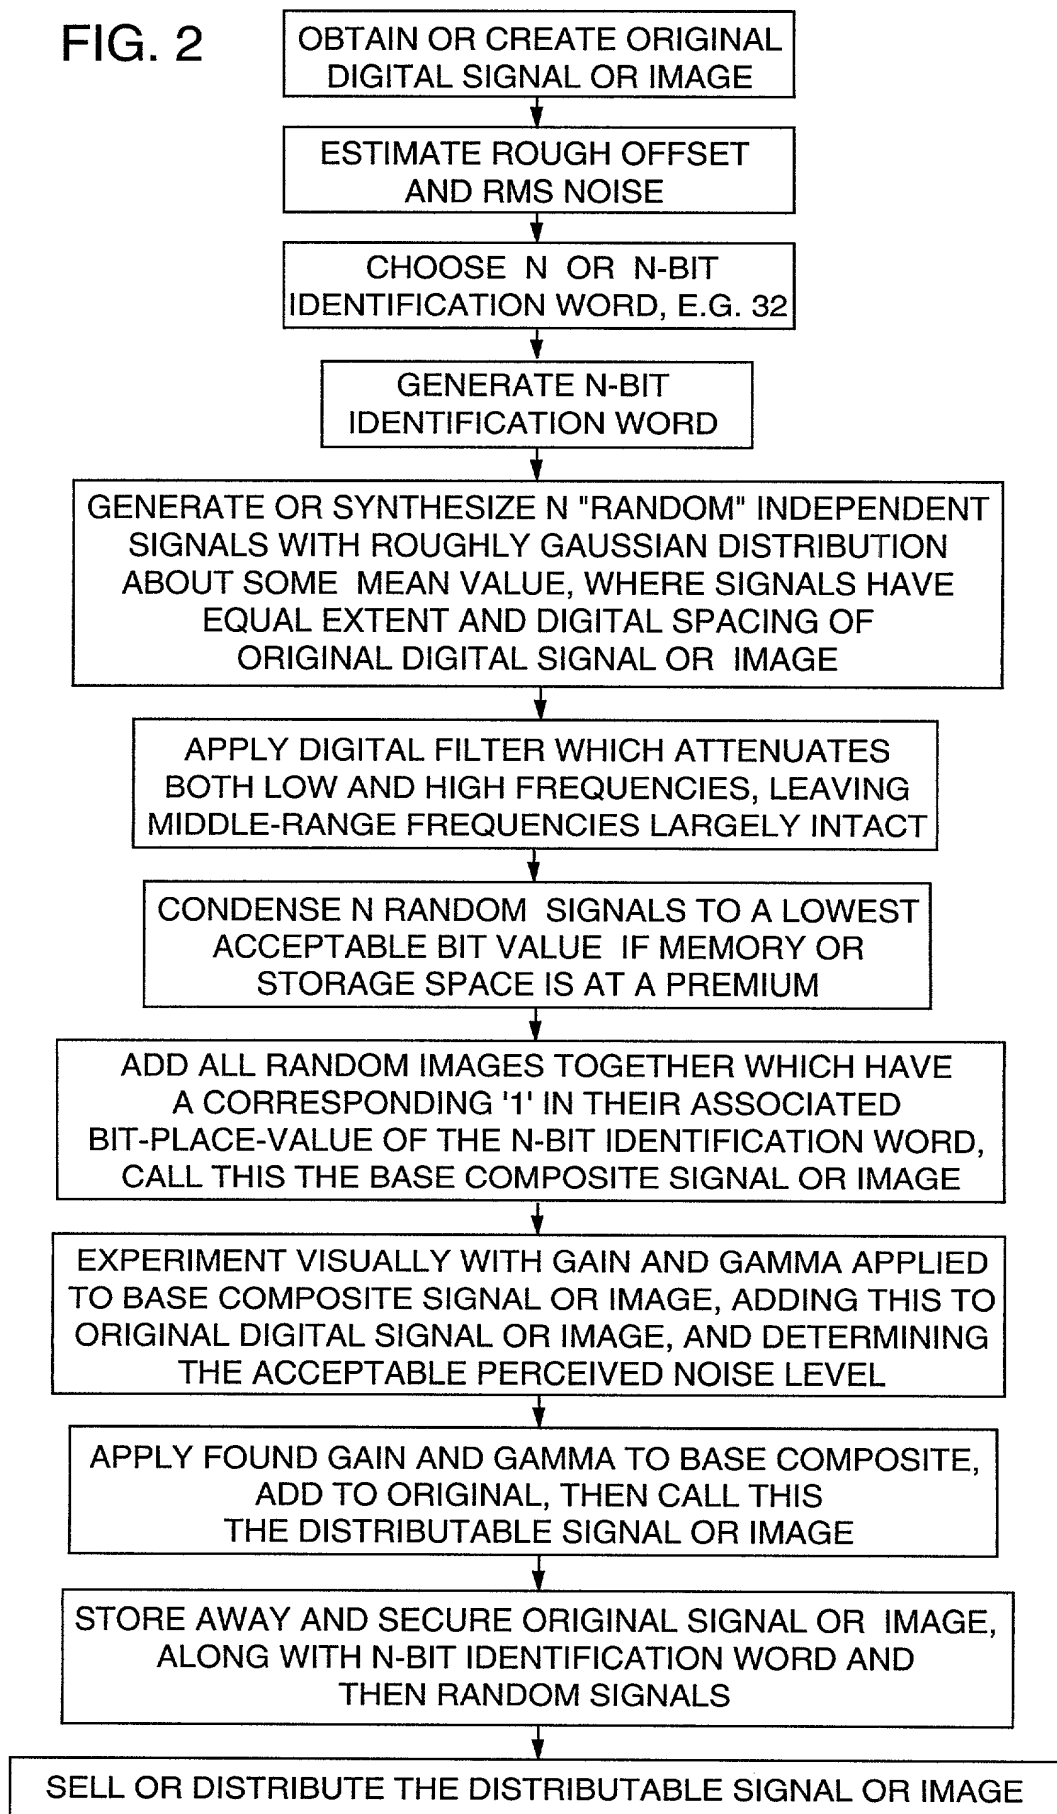 FIG. 2
OBTAIN OR CREATE ORIGINAL
DIGITAL SIGNAL OR IMAGE
ESTIMATE ROUGH OFFSET
AND RMS NOISE
CHOOSE N OR N-BIT
IDENTIFICATION WORD, E.G. 32
GENERATE N-BIT
IDENTIFICATION WORD
GENERATE OR SYNTHESIZE N "RANDOM" INDEPENDENT
SIGNALS WITH ROUGHLY GAUSSIAN DISTRIBUTION
ABOUT SOME MEAN VALUE, WHERE SIGNALS HAVE
EQUAL EXTENT AND DIGITAL SPACING OF
ORIGINAL DIGITAL SIGNAL OR IMAGE
APPLY DIGITAL FILTER WHICH ATTENUATES
BOTH LOW AND HIGH FREQUENCIES, LEAVING
MIDDLE-RANGE FREQUENCIES LARGELY INTACT
CONDENSE N RANDOM SIGNALS TO A LOWEST
ACCEPTABLE BIT VALUE IF MEMORY OR
STORAGE SPACE IS AT A PREMIUM
ADD ALL RANDOM IMAGES TOGETHER WHICH HAVE
A CORRESPONDING '1' IN THEIR ASSOCIATED
BIT-PLACE-VALUE OF THE N-BIT IDENTIFICATION WORD,
CALL THIS THE BASE COMPOSITE SIGNAL OR IMAGE
EXPERIMENT VISUALLY WITH GAIN AND GAMMA APPLIED
TO BASE COMPOSITE SIGNAL OR IMAGE, ADDING THIS TO
ORIGINAL DIGITAL SIGNAL OR IMAGE, AND DETERMINING
THE ACCEPTABLE PERCEIVED NOISE LEVEL
APPLY FOUND GAIN AND GAMMA TO BASE COMPOSITE,
ADD TO ORIGINAL, THEN CALL THIS
THE DISTRIBUTABLE SIGNAL OR IMAGE
STORE AWAY AND SECURE ORIGINAL SIGNAL OR IMAGE,
ALONG WITH N-BIT IDENTIFICATION WORD AND
THEN RANDOM SIGNALS
SELL OR DISTRIBUTE THE DISTRIBUTABLE SIGNAL OR IMAGE